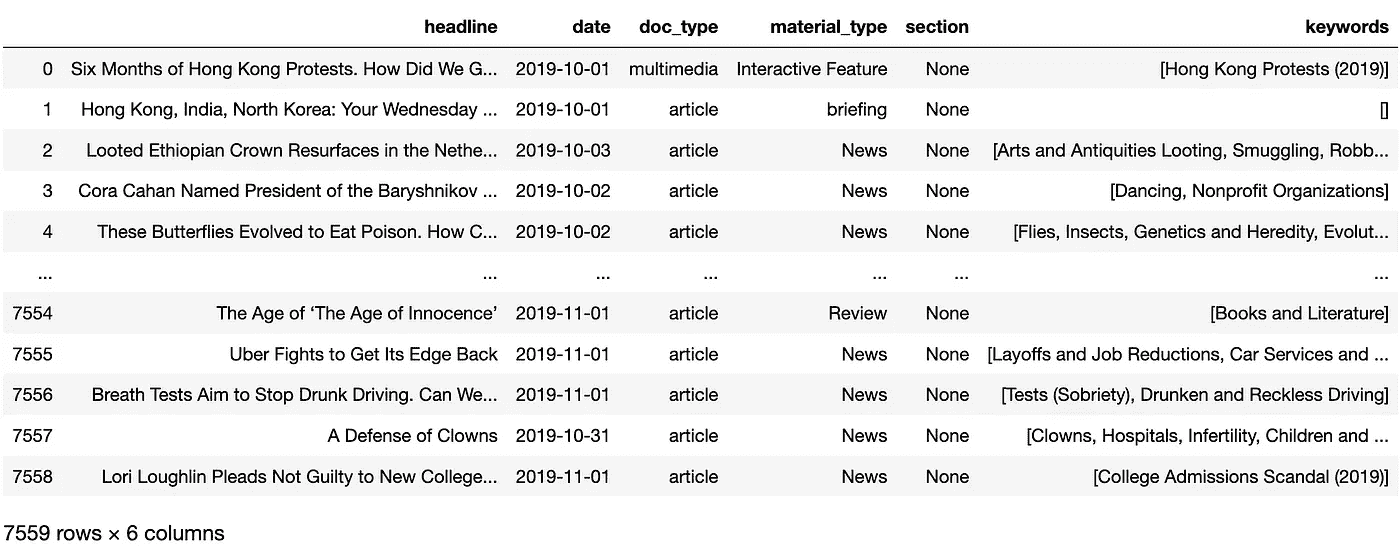 headline date doc_type material_type section keywords
0 Six Months of Hong Kong Protests. How Did We G... 2019-10-01 multimedia Interactive Feature None [Hong Kong Protests (2019)]
1 Hong Kong, India, North Korea: Your Wednesday ... 2019-10-01 article briefing None []
2 Looted Ethiopian Crown Resurfaces in the Nethe... 2019-10-03 article News None [Arts and Antiquities Looting, Smuggling, Robb...
3 Cora Cahan Named President of the Baryshnikov ... 2019-10-02 article News None [Dancing, Nonprofit Organizations]
4 These Butterflies Evolved to Eat Poison. How C... 2019-10-02 article News None [Flies, Insects, Genetics and Heredity, Evolut...
... ... ... ... ... ... ...
7554 The Age of ‘The Age of Innocence’ 2019-11-01 article Review None [Books and Literature]
7555 Uber Fights to Get Its Edge Back 2019-11-01 article News None [Layoffs and Job Reductions, Car Services and ...
7556 Breath Tests Aim to Stop Drunk Driving. Can We... 2019-11-01 article News None [Tests (Sobriety), Drunken and Reckless Driving]
7557 A Defense of Clowns 2019-10-31 article News None [Clowns, Hospitals, Infertility, Children and ...
7558 Lori Loughlin Pleads Not Guilty to New College... 2019-11-01 article News None [College Admissions Scandal (2019)]
7559 rows × 6 columns